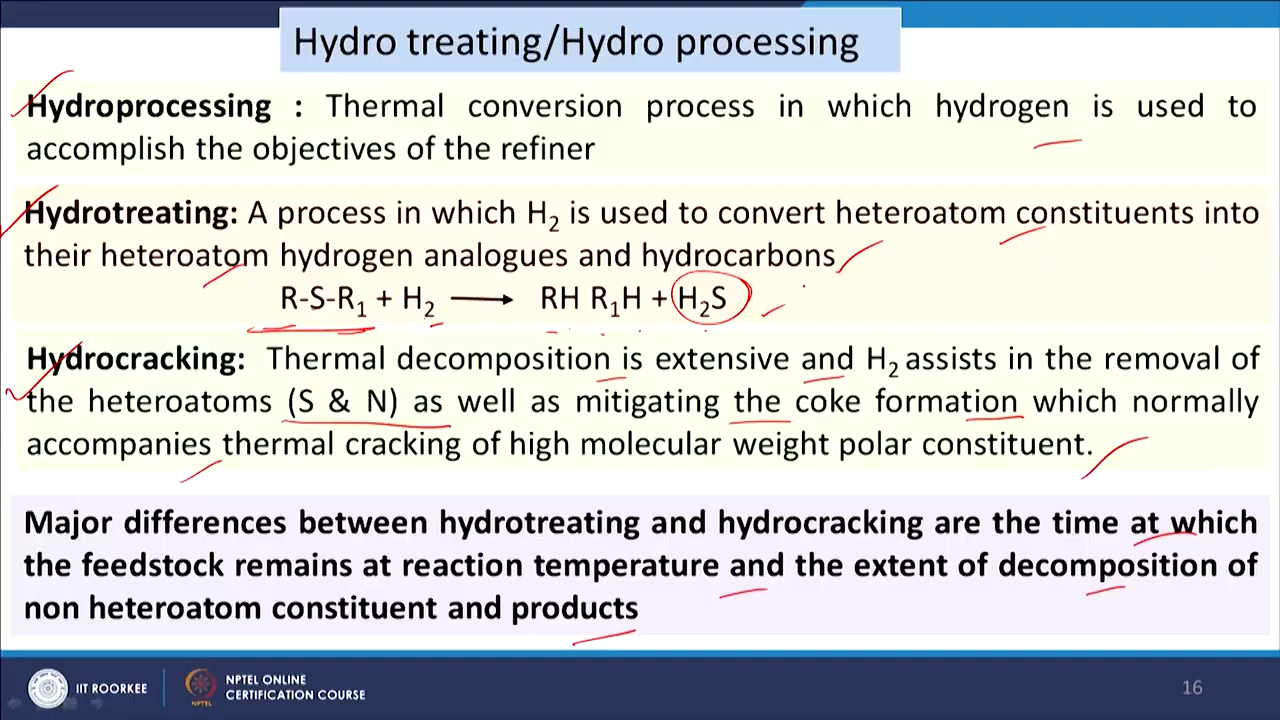 Hydro treating/Hydro processing
Hydroprocessing : Thermal conversion process in which hydrogen is used to
accomplish the objectives of the refiner
Hydrotreating: A process in which H₂ is used to convert heteroatom constituents into
their heteroatom hydrogen analogues and hydrocarbons
R-S-R₁ + H₂ ⟶ RH R₁H + H₂S
Hydrocracking: Thermal decomposition is extensive and H₂ assists in the removal of
the heteroatoms (S & N) as well as mitigating the coke formation which normally
accompanies thermal cracking of high molecular weight polar constituent.
Major differences between hydrotreating and hydrocracking are the time at which
the feedstock remains at reaction temperature and the extent of decomposition of
non heteroatom constituent and products
IIT ROORKEE
NPTEL
NPTEL ONLINE
CERTIFICATION COURSE
16